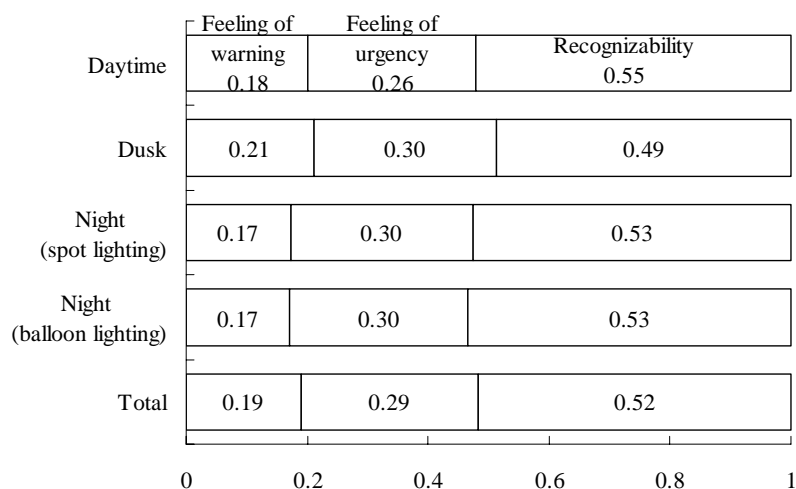 Feeling of warning 0.18
Feeling of urgency 0.26
Recognizability 0.55
Daytime
Dusk
0.21 0.30 0.49
Night
(spot lighting)
0.17 0.30 0.53
Night
(balloon lighting)
0.17 0.30 0.53
Total
0.19 0.29 0.52
0 0.2 0.4 0.6 0.8 1